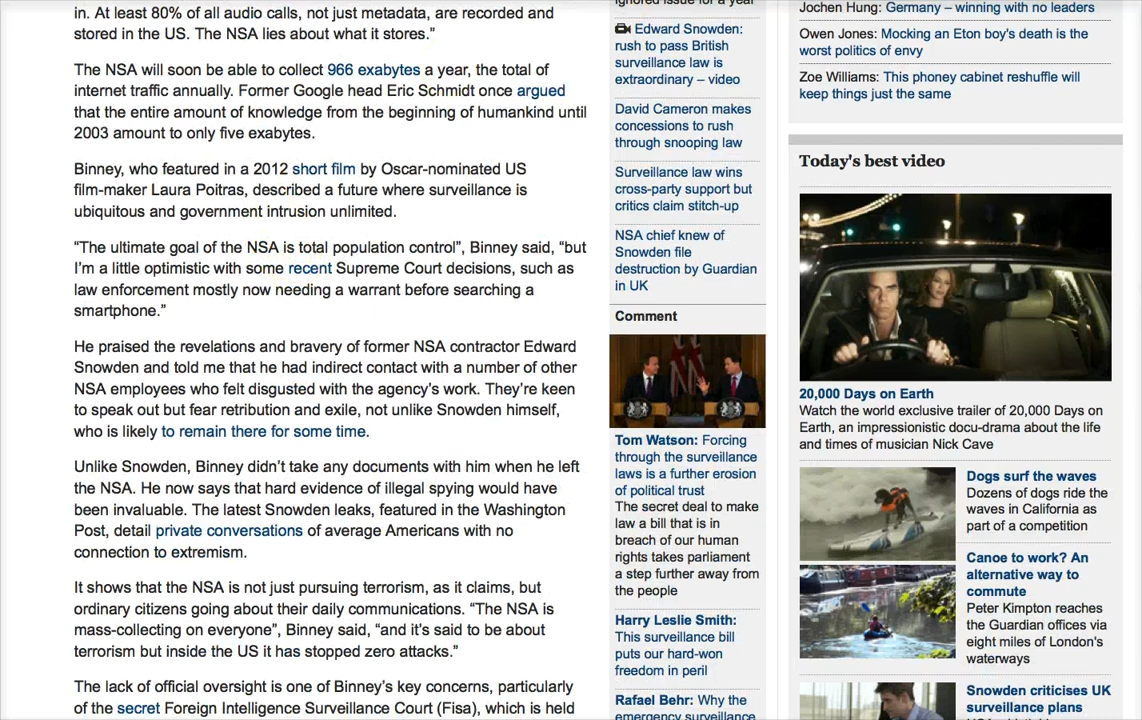 in. At least 80% of all audio calls, not just metadata, are recorded and
stored in the US. The NSA lies about what it stores.”
The NSA will soon be able to collect 966 exabytes a year, the total of
internet traffic annually. Former Google head Eric Schmidt once argued
that the entire amount of knowledge from the beginning of humankind until
2003 amount to only five exabytes.
Binney, who featured in a 2012 short film by Oscar-nominated US
film-maker Laura Poitras, described a future where surveillance is
ubiquitous and government intrusion unlimited.
“The ultimate goal of the NSA is total population control”, Binney said, “but
I’m a little optimistic with some recent Supreme Court decisions, such as
law enforcement mostly now needing a warrant before searching a
smartphone.”
He praised the revelations and bravery of former NSA contractor Edward
Snowden and told me that he had indirect contact with a number of other
NSA employees who felt disgusted with the agency’s work. They’re keen
to speak out but fear retribution and exile, not unlike Snowden himself,
who is likely to remain there for some time.
Unlike Snowden, Binney didn’t take any documents with him when he left
the NSA. He now says that hard evidence of illegal spying would have
been invaluable. The latest Snowden leaks, featured in the Washington
Post, detail private conversations of average Americans with no
connection to extremism.
It shows that the NSA is not just pursuing terrorism, as it claims, but
ordinary citizens going about their daily communications. “The NSA is
mass-collecting on everyone”, Binney said, “and it’s said to be about
terrorism but inside the US it has stopped zero attacks.”
The lack of official oversight is one of Binney’s key concerns, particularly
of the secret Foreign Intelligence Surveillance Court (Fisa), which is held
ignored issue for a year
Edward Snowden:
rush to pass British
surveillance law is
extraordinary – video
David Cameron makes
concessions to rush
through snooping law
Surveillance law wins
cross-party support but
critics claim stitch-up
NSA chief knew of
Snowden file
destruction by Guardian
in UK
Comment
Tom Watson: Forcing
through the surveillance
laws is a further erosion
of political trust
The secret deal to make
law a bill that is in
breach of our human
rights takes parliament
a step further away from
the people
Harry Leslie Smith:
This surveillance bill
puts our hard-won
freedom in peril
Rafael Behr: Why the
emergency surveillance
Jochen Hung: Germany – winning with no leaders
Owen Jones: Mocking an Eton boy's death is the
worst politics of envy
Zoe Williams: This phoney cabinet reshuffle will
keep things just the same
Today's best video
20,000 Days on Earth
Watch the world exclusive trailer of 20,000 Days on
Earth, an impressionistic docu-drama about the life
and times of musician Nick Cave
Dogs surf the waves
Dozens of dogs ride the
waves in California as
part of a competition
Canoe to work? An
alternative way to
commute
Peter Kimpton reaches
the Guardian offices via
eight miles of London's
waterways
Snowden criticises UK
surveillance plans